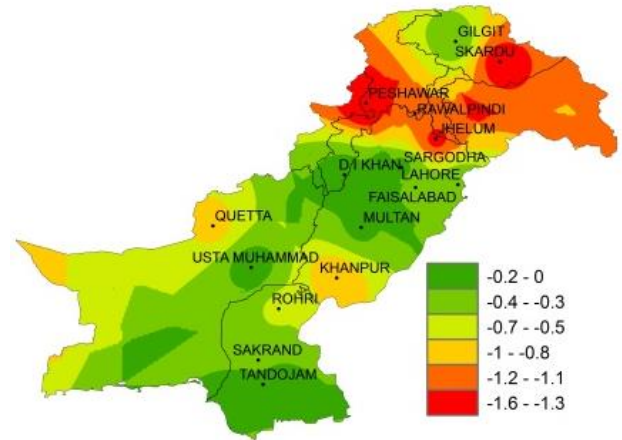 GILGIT
SKARDU
PESHAWAR
RAWALPINDI
JHELUM
SARGODHA
D I KHAN
LAHORE
FAISALABAD
MULTAN
QUETTA
USTA MUHAMMAD
KHANPUR
ROHRI
SAKRAND
TANDOJAM
-0.2 - 0
-0.4 - -0.3
-0.7 - -0.5
-1 - -0.8
-1.2 - -1.1
-1.6 - -1.3